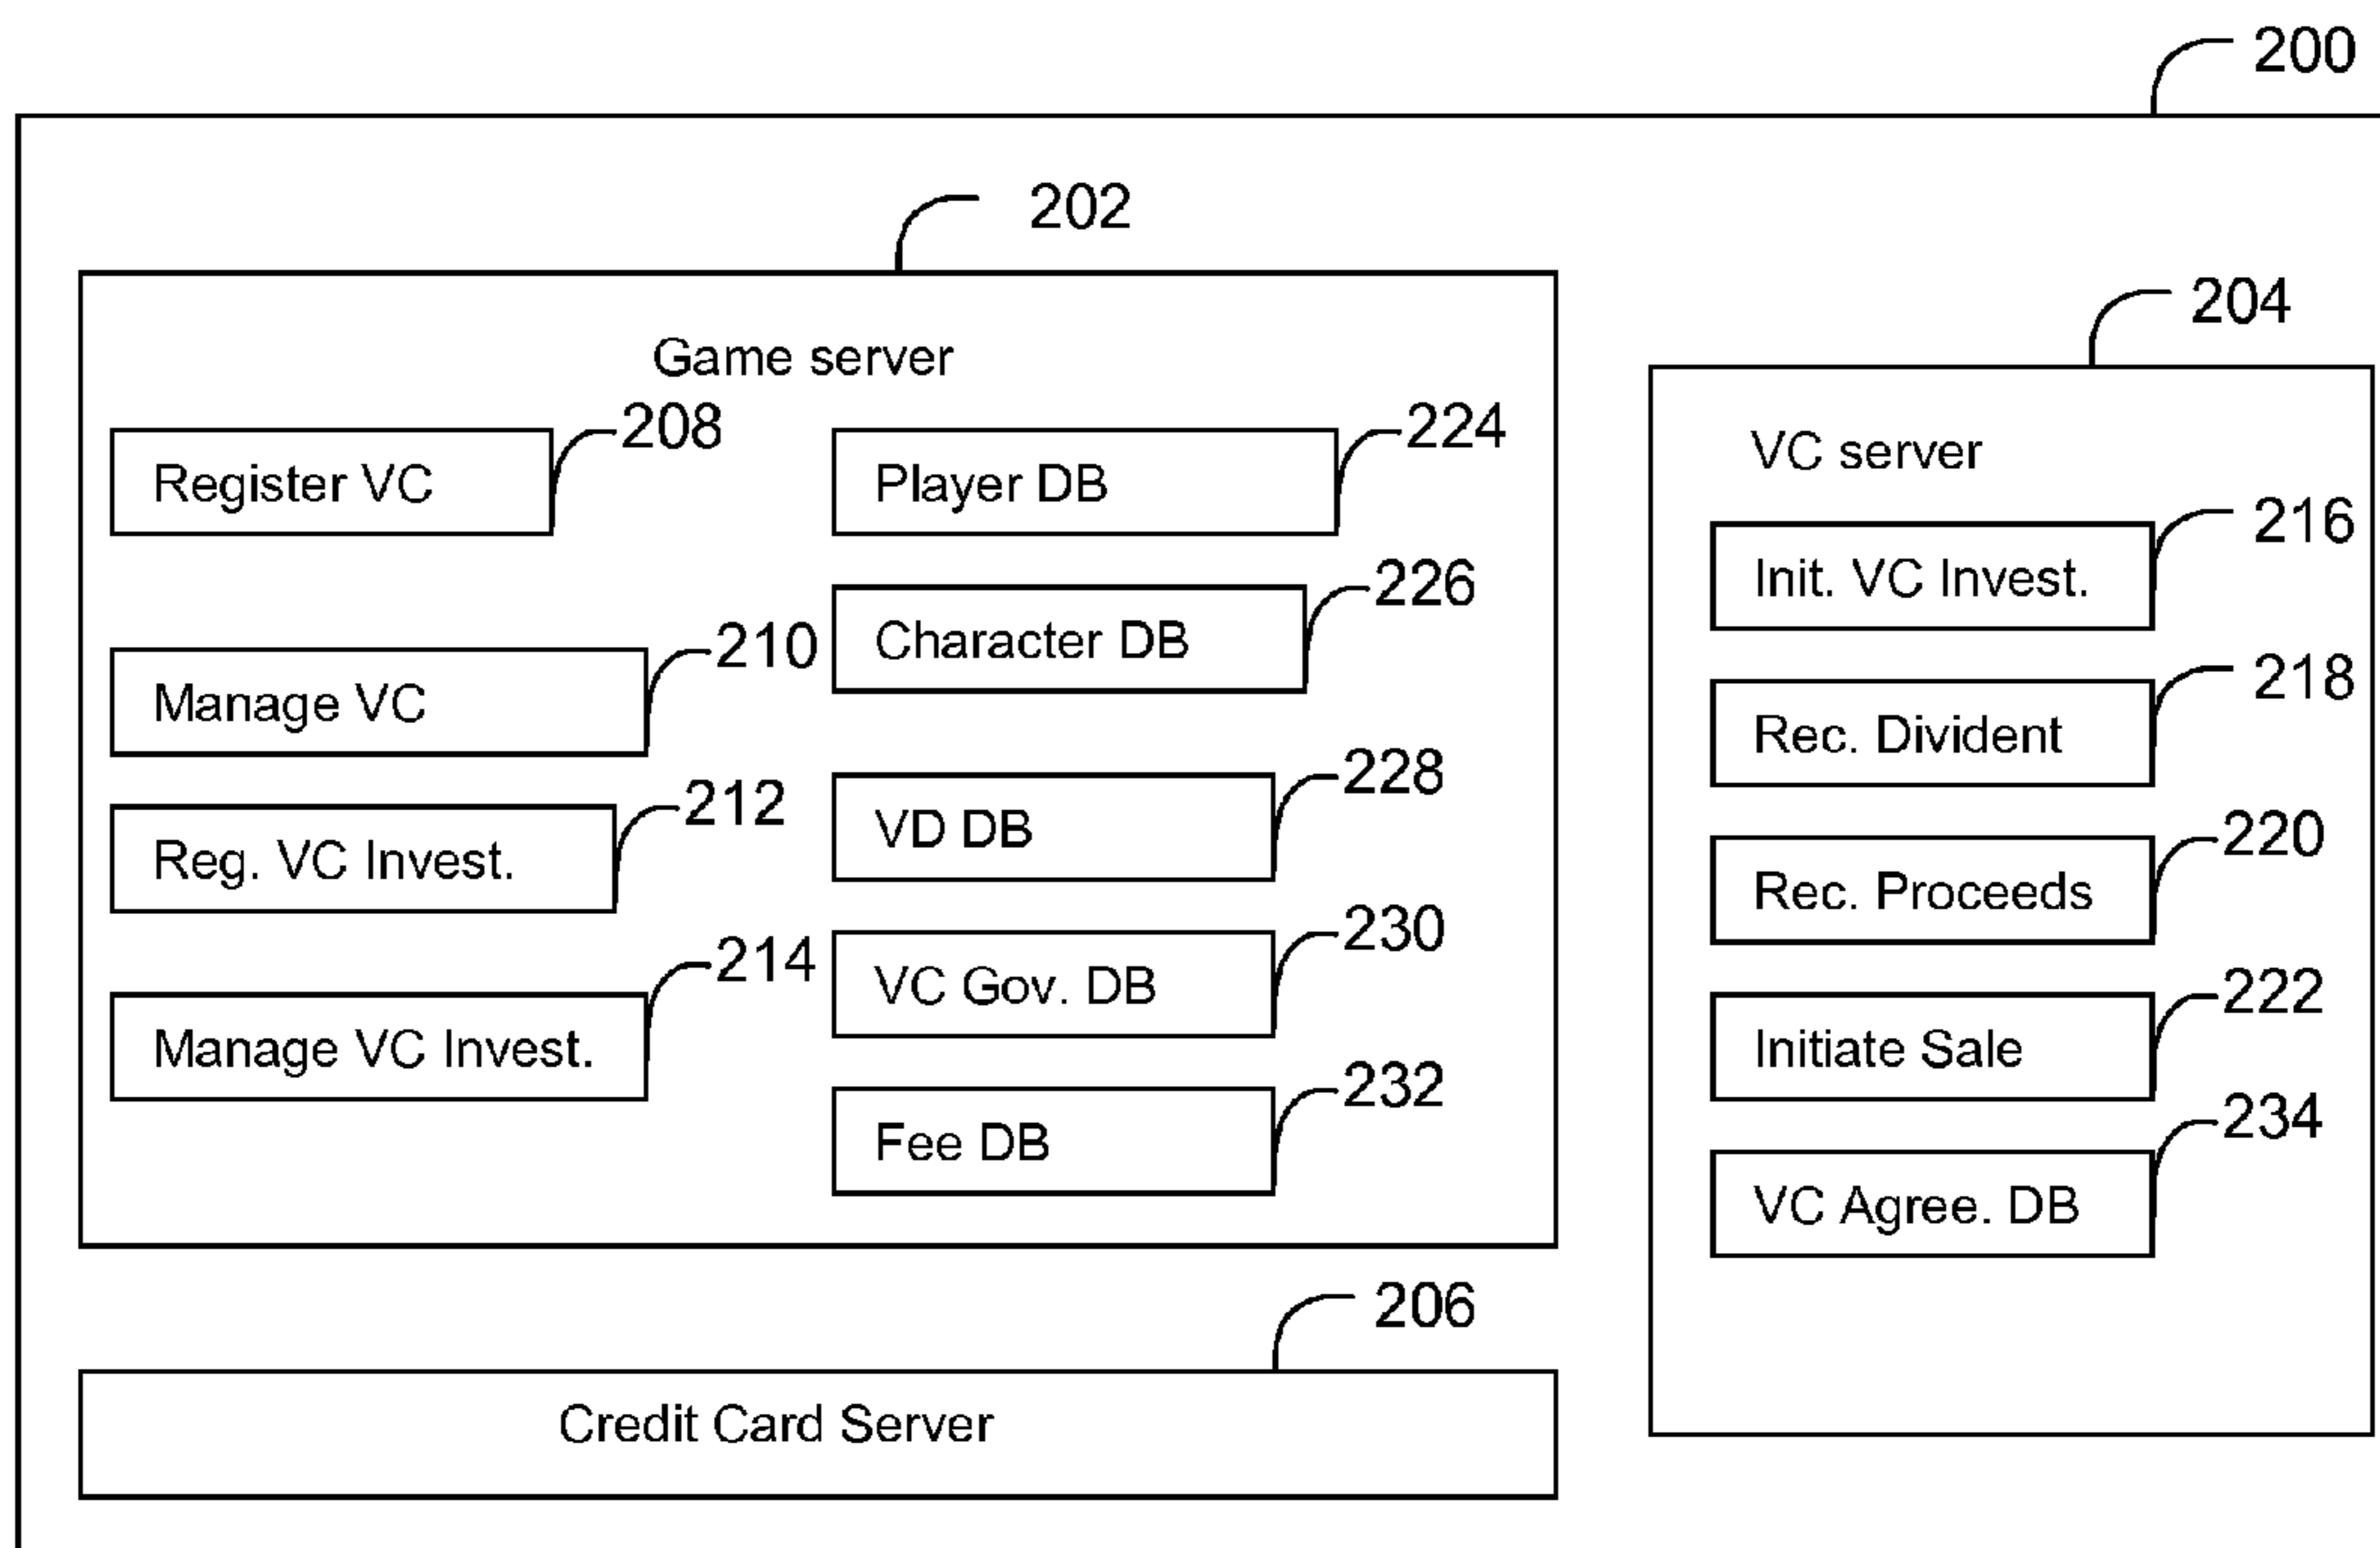 200
202
204
Game server
208
224
VC server
Register VC
Player DB
216
Init. VC Invest.
226
210
Character DB
218
Manage VC
Rec. Divident
228
212
220
VD DB
Reg. VC Invest.
Rec. Proceeds
230
214
222
VC Gov. DB
Manage VC Invest.
Initiate Sale
232
234
Fee DB
VC Agree. DB
206
Credit Card Server